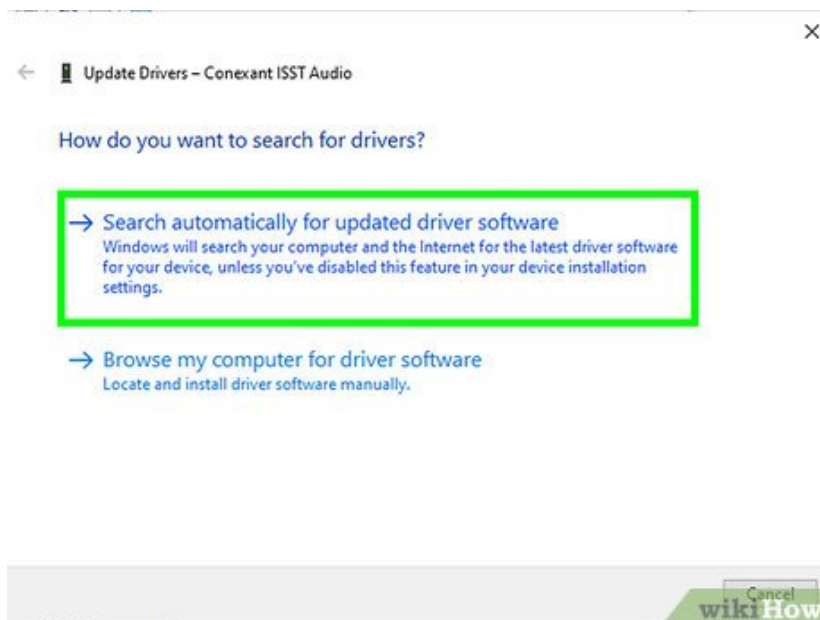 Update Drivers – Conexant ISST Audio
How do you want to search for drivers?
Search automatically for updated driver software
Windows will search your computer and the Internet for the latest driver software
for your device, unless you've disabled this feature in your device installation
settings.
Browse my computer for driver software
Locate and install driver software manually.
Cancel
wikiHow